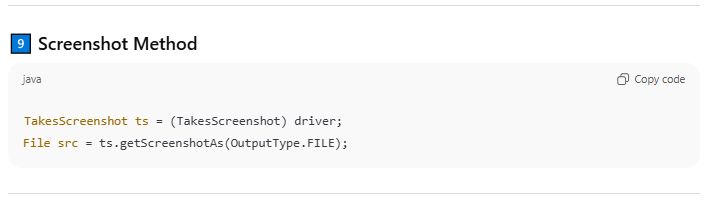 9 Screenshot Method
java
Copy code
TakesScreenshot ts = (TakesScreenshot) driver;
File src = ts.getScreenshotAs(OutputType.FILE);